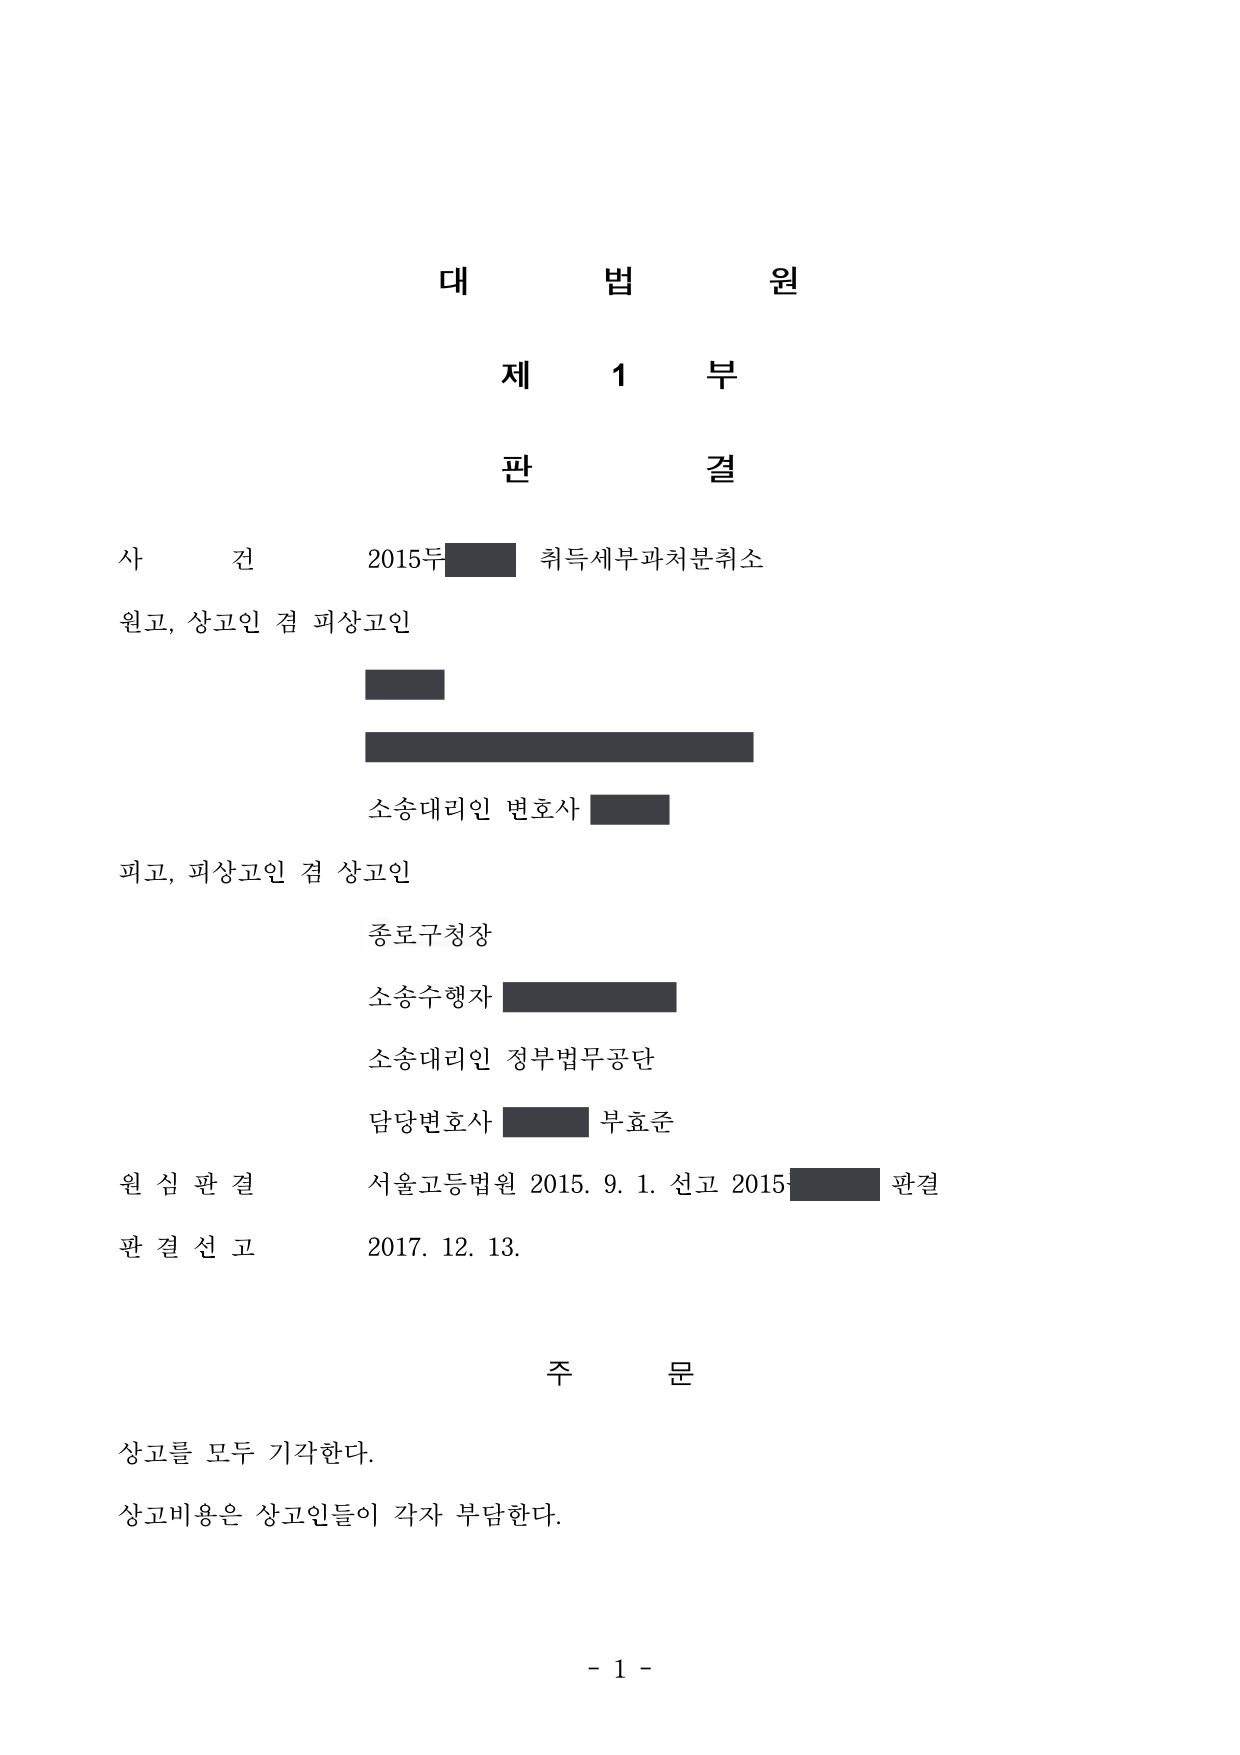 대 법 원
제 1 부
판 결
사 건 2015두 취득세부과처분취소
원고, 상고인 겸 피상고인
소송대리인 변호사
피고, 피상고인 겸 상고인
종로구청장
소송수행자
소송대리인 정부법무공단
담당변호사 부효준
원 심 판 결 서울고등법원 2015. 9. 1. 선고 2015 판결
판 결 선 고 2017. 12. 13.
주 문
상고를 모두 기각한다.
상고비용은 상고인들이 각자 부담한다.
- 1 -